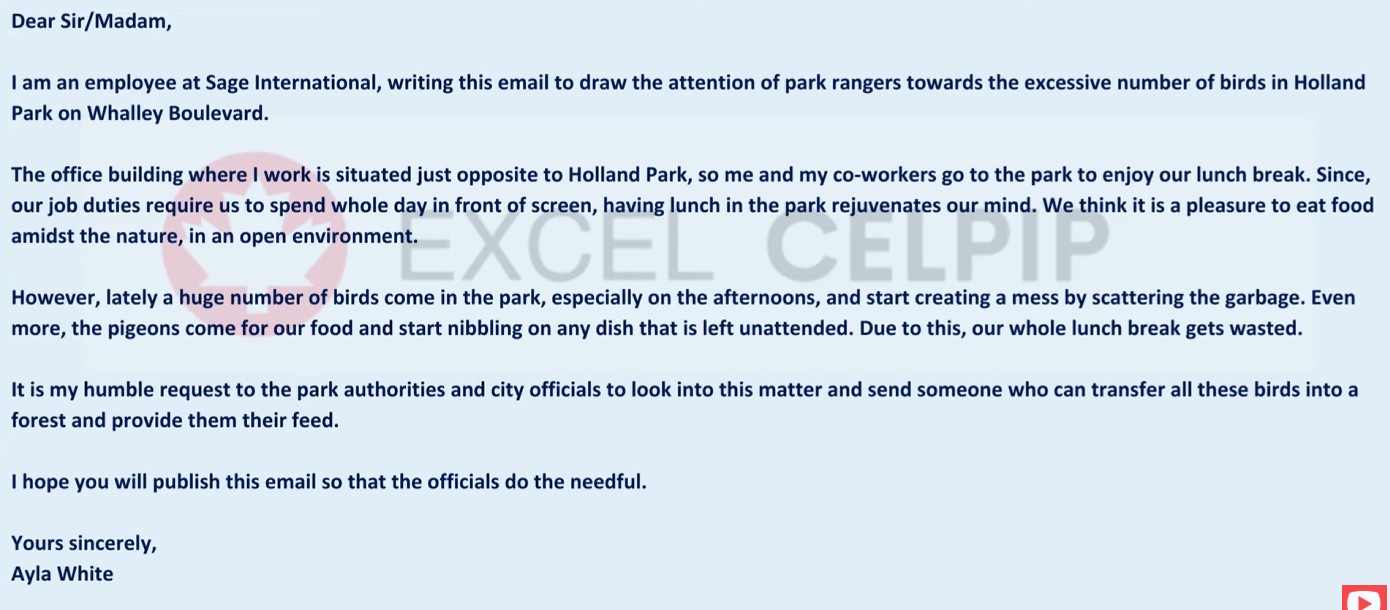 Dear Sir/Madam,
I am an employee at Sage International, writing this email to draw the attention of park rangers towards the excessive number of birds in Holland
Park on Whalley Boulevard.
The office building where I work is situated just opposite to Holland Park, so me and my co-workers go to the park to enjoy our lunch break. Since,
our job duties require us to spend whole day in front of screen, having lunch in the park rejuvenates our mind. We think it is a pleasure to eat food
amidst the nature, in an open environment.
EXCEL CELPIP
However, lately a huge number of birds come in the park, especially on the afternoons, and start creating a mess by scattering the garbage. Even
more, the pigeons come for our food and start nibbling on any dish that is left unattended. Due to this, our whole lunch break gets wasted.
It is my humble request to the park authorities and city officials to look into this matter and send someone who can transfer all these birds into a
forest and provide them their feed.
I hope you will publish this email so that the officials do the needful.
Yours sincerely,
Ayla White